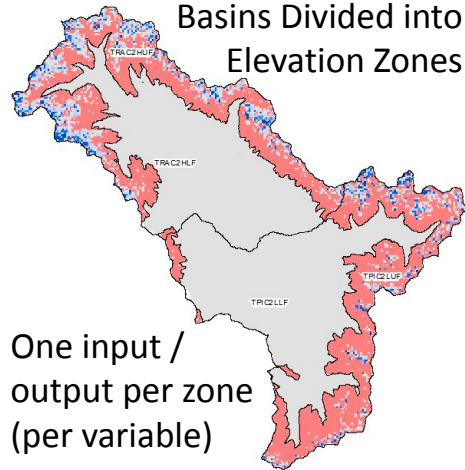 Basins Divided into
Elevation Zones
TRAC2HUF
TRAC2HLF
TPIC2LUF
TPIC2LLF
One input /
output per zone
(per variable)